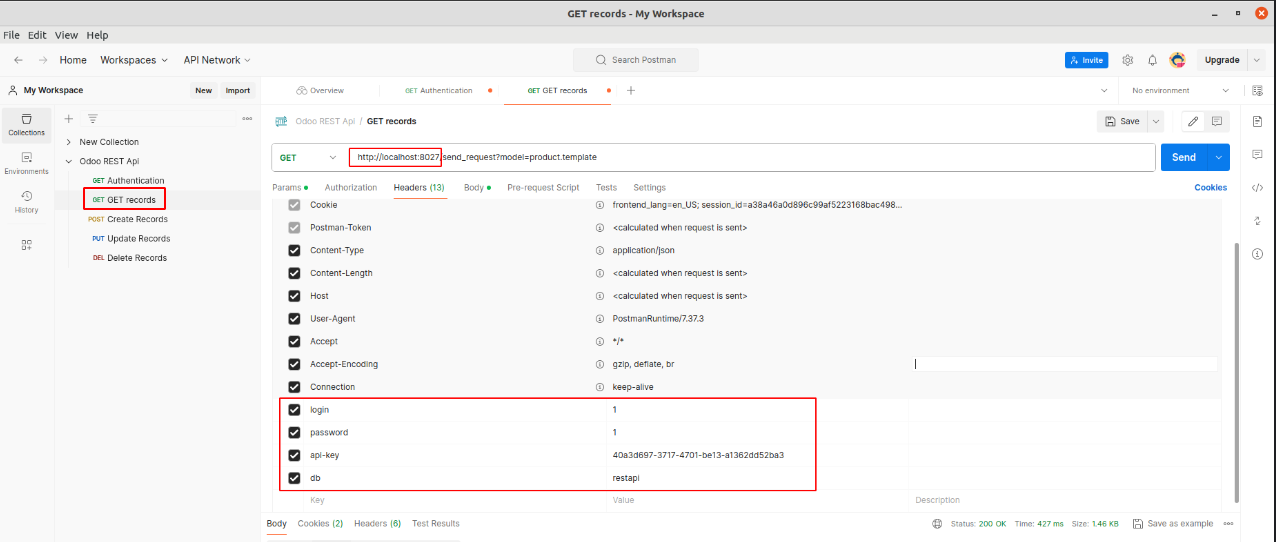 GET records - My Workspace
File Edit View Help
Home Workspaces API Network Search Postman Invite Upgrade
My Workspace New Import Overview GET Authentication GET GET records No environment
Collections
Environments
History
New Collection
Odoo REST Api
GET Authentication
GET GET records
POST Create Records
PUT Update Records
DEL Delete Records
HTTP Odoo REST Api / GET records Save
GET http://localhost:8027/send_request?model=product.template Send
Params Authorization Headers (13) Body Pre-request Script Tests Settings Cookies
Cookie frontend_lang=en_US; session_id=a38a46a0d896c99af5223168bac498...
Postman-Token <calculated when request is sent>
Content-Type application/json
Content-Length <calculated when request is sent>
Host <calculated when request is sent>
User-Agent PostmanRuntime/7.37.3
Accept */*
Accept-Encoding gzip, deflate, br
Connection keep-alive
login 1
password 1
api-key 40a3d697-3717-4701-be13-a1362dd52ba3
db restapi
Key Value Description
Body Cookies (2) Headers (6) Test Results Status: 200 OK Time: 427 ms Size: 1.46 KB Save as example